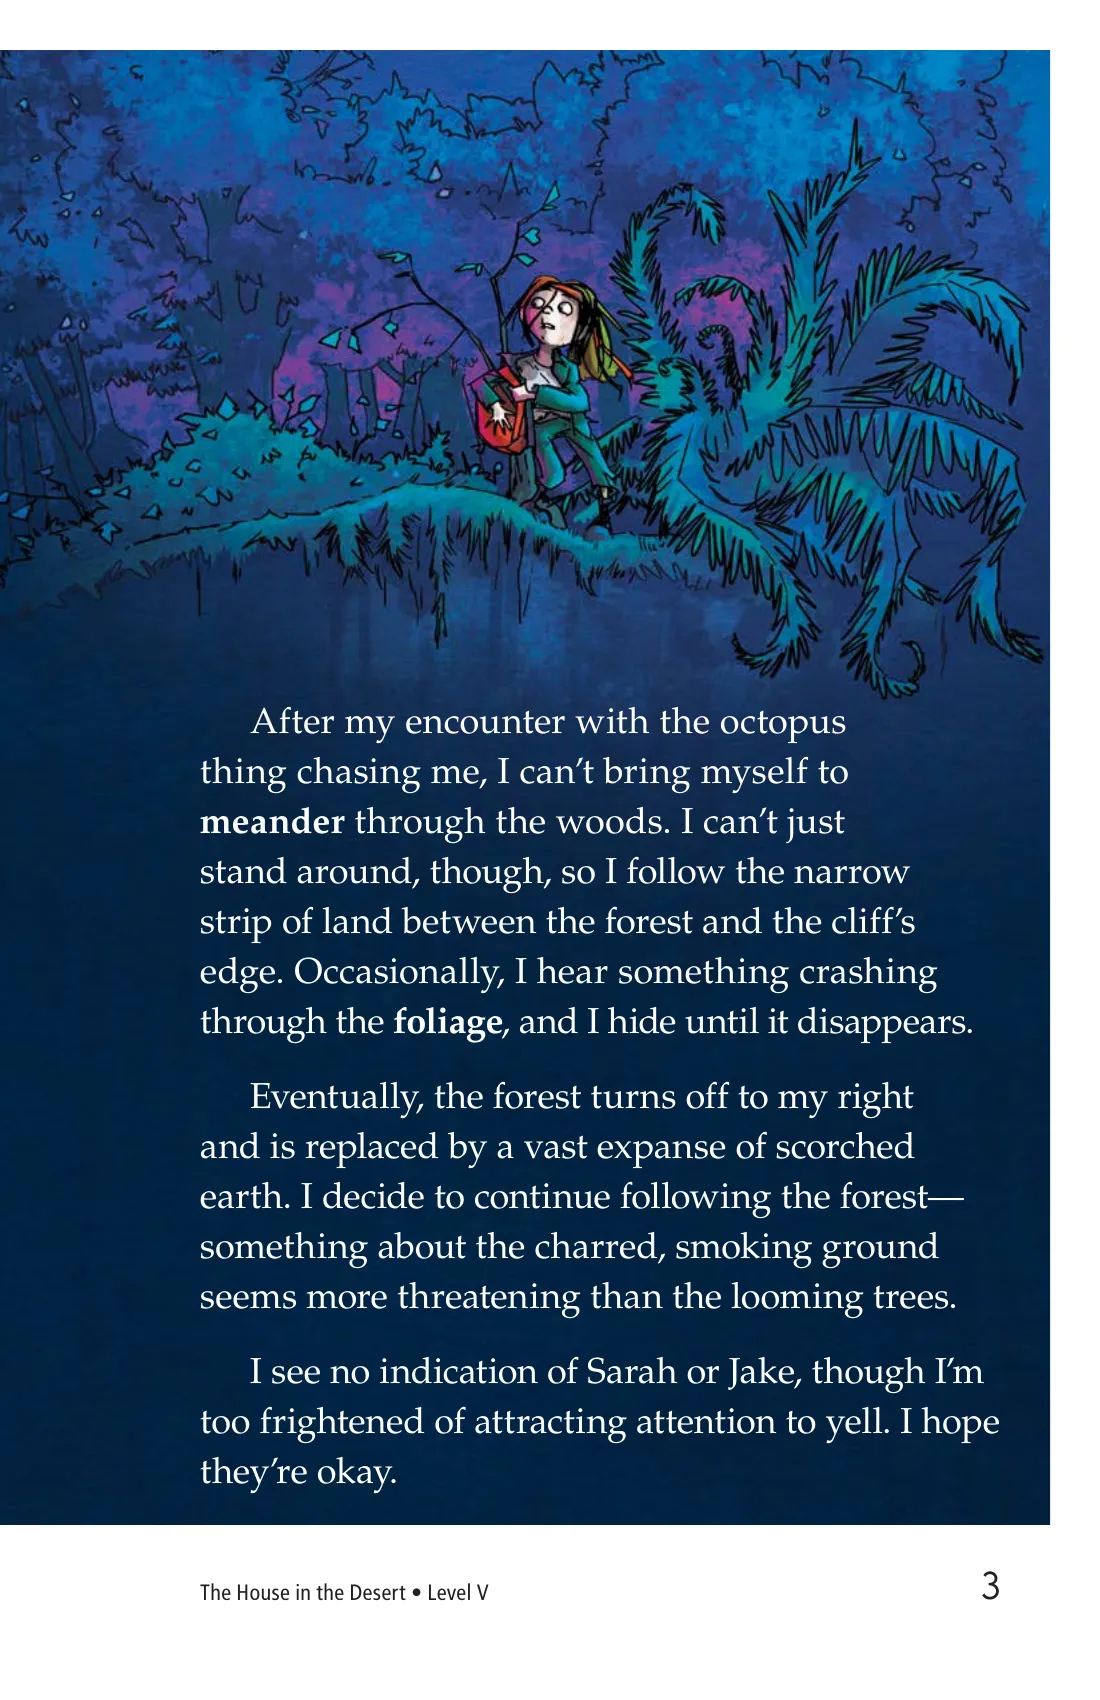 After my encounter with the octopus
thing chasing me, I can’t bring myself to
meander through the woods. I can’t just
stand around, though, so I follow the narrow
strip of land between the forest and the cliff’s
edge. Occasionally, I hear something crashing
through the foliage, and I hide until it disappears.
Eventually, the forest turns off to my right
and is replaced by a vast expanse of scorched
earth. I decide to continue following the forest—
something about the charred, smoking ground
seems more threatening than the looming trees.
I see no indication of Sarah or Jake, though I’m
too frightened of attracting attention to yell. I hope
they’re okay.
The House in the Desert • Level V
3